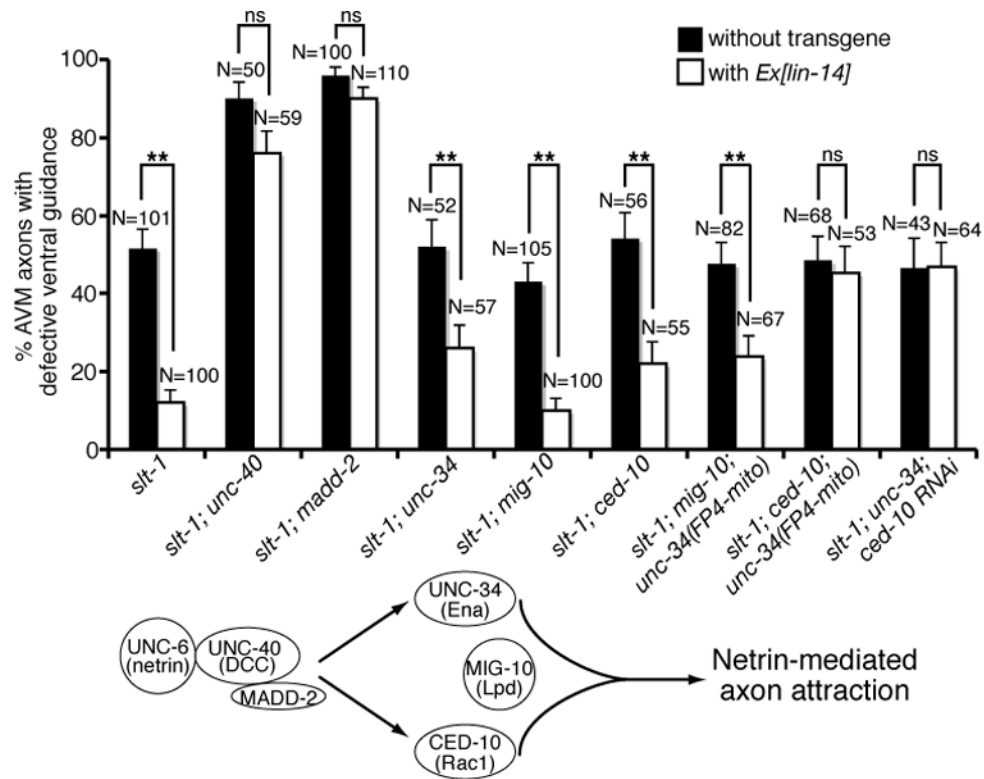 ns
ns
without transgene
with Ex[lin-14]
N=100
N=110
N=50
N=59
100
80
60
40
20
0
% AVM axons with
defective ventral guidance
**
**
**
**
**
ns
ns
N=101
N=100
N=52
N=57
N=105
N=100
N=56
N=55
N=82
N=67
N=68
N=53
N=43
N=64
slt-1
slt-1; unc-40
slt-1; madd-2
slt-1; unc-34
slt-1; mig-10
slt-1; ced-10
slt-1; mig-10;
unc-34(FP4-mito)
slt-1; ced-10;
unc-34(FP4-mito)
slt-1; unc-34;
ced-10 RNAi
UNC-6
(netrin)
UNC-40
(DCC)
MADD-2
UNC-34
(Ena)
MIG-10
(Lpd)
CED-10
(Rac1)
Netrin-mediated
axon attraction